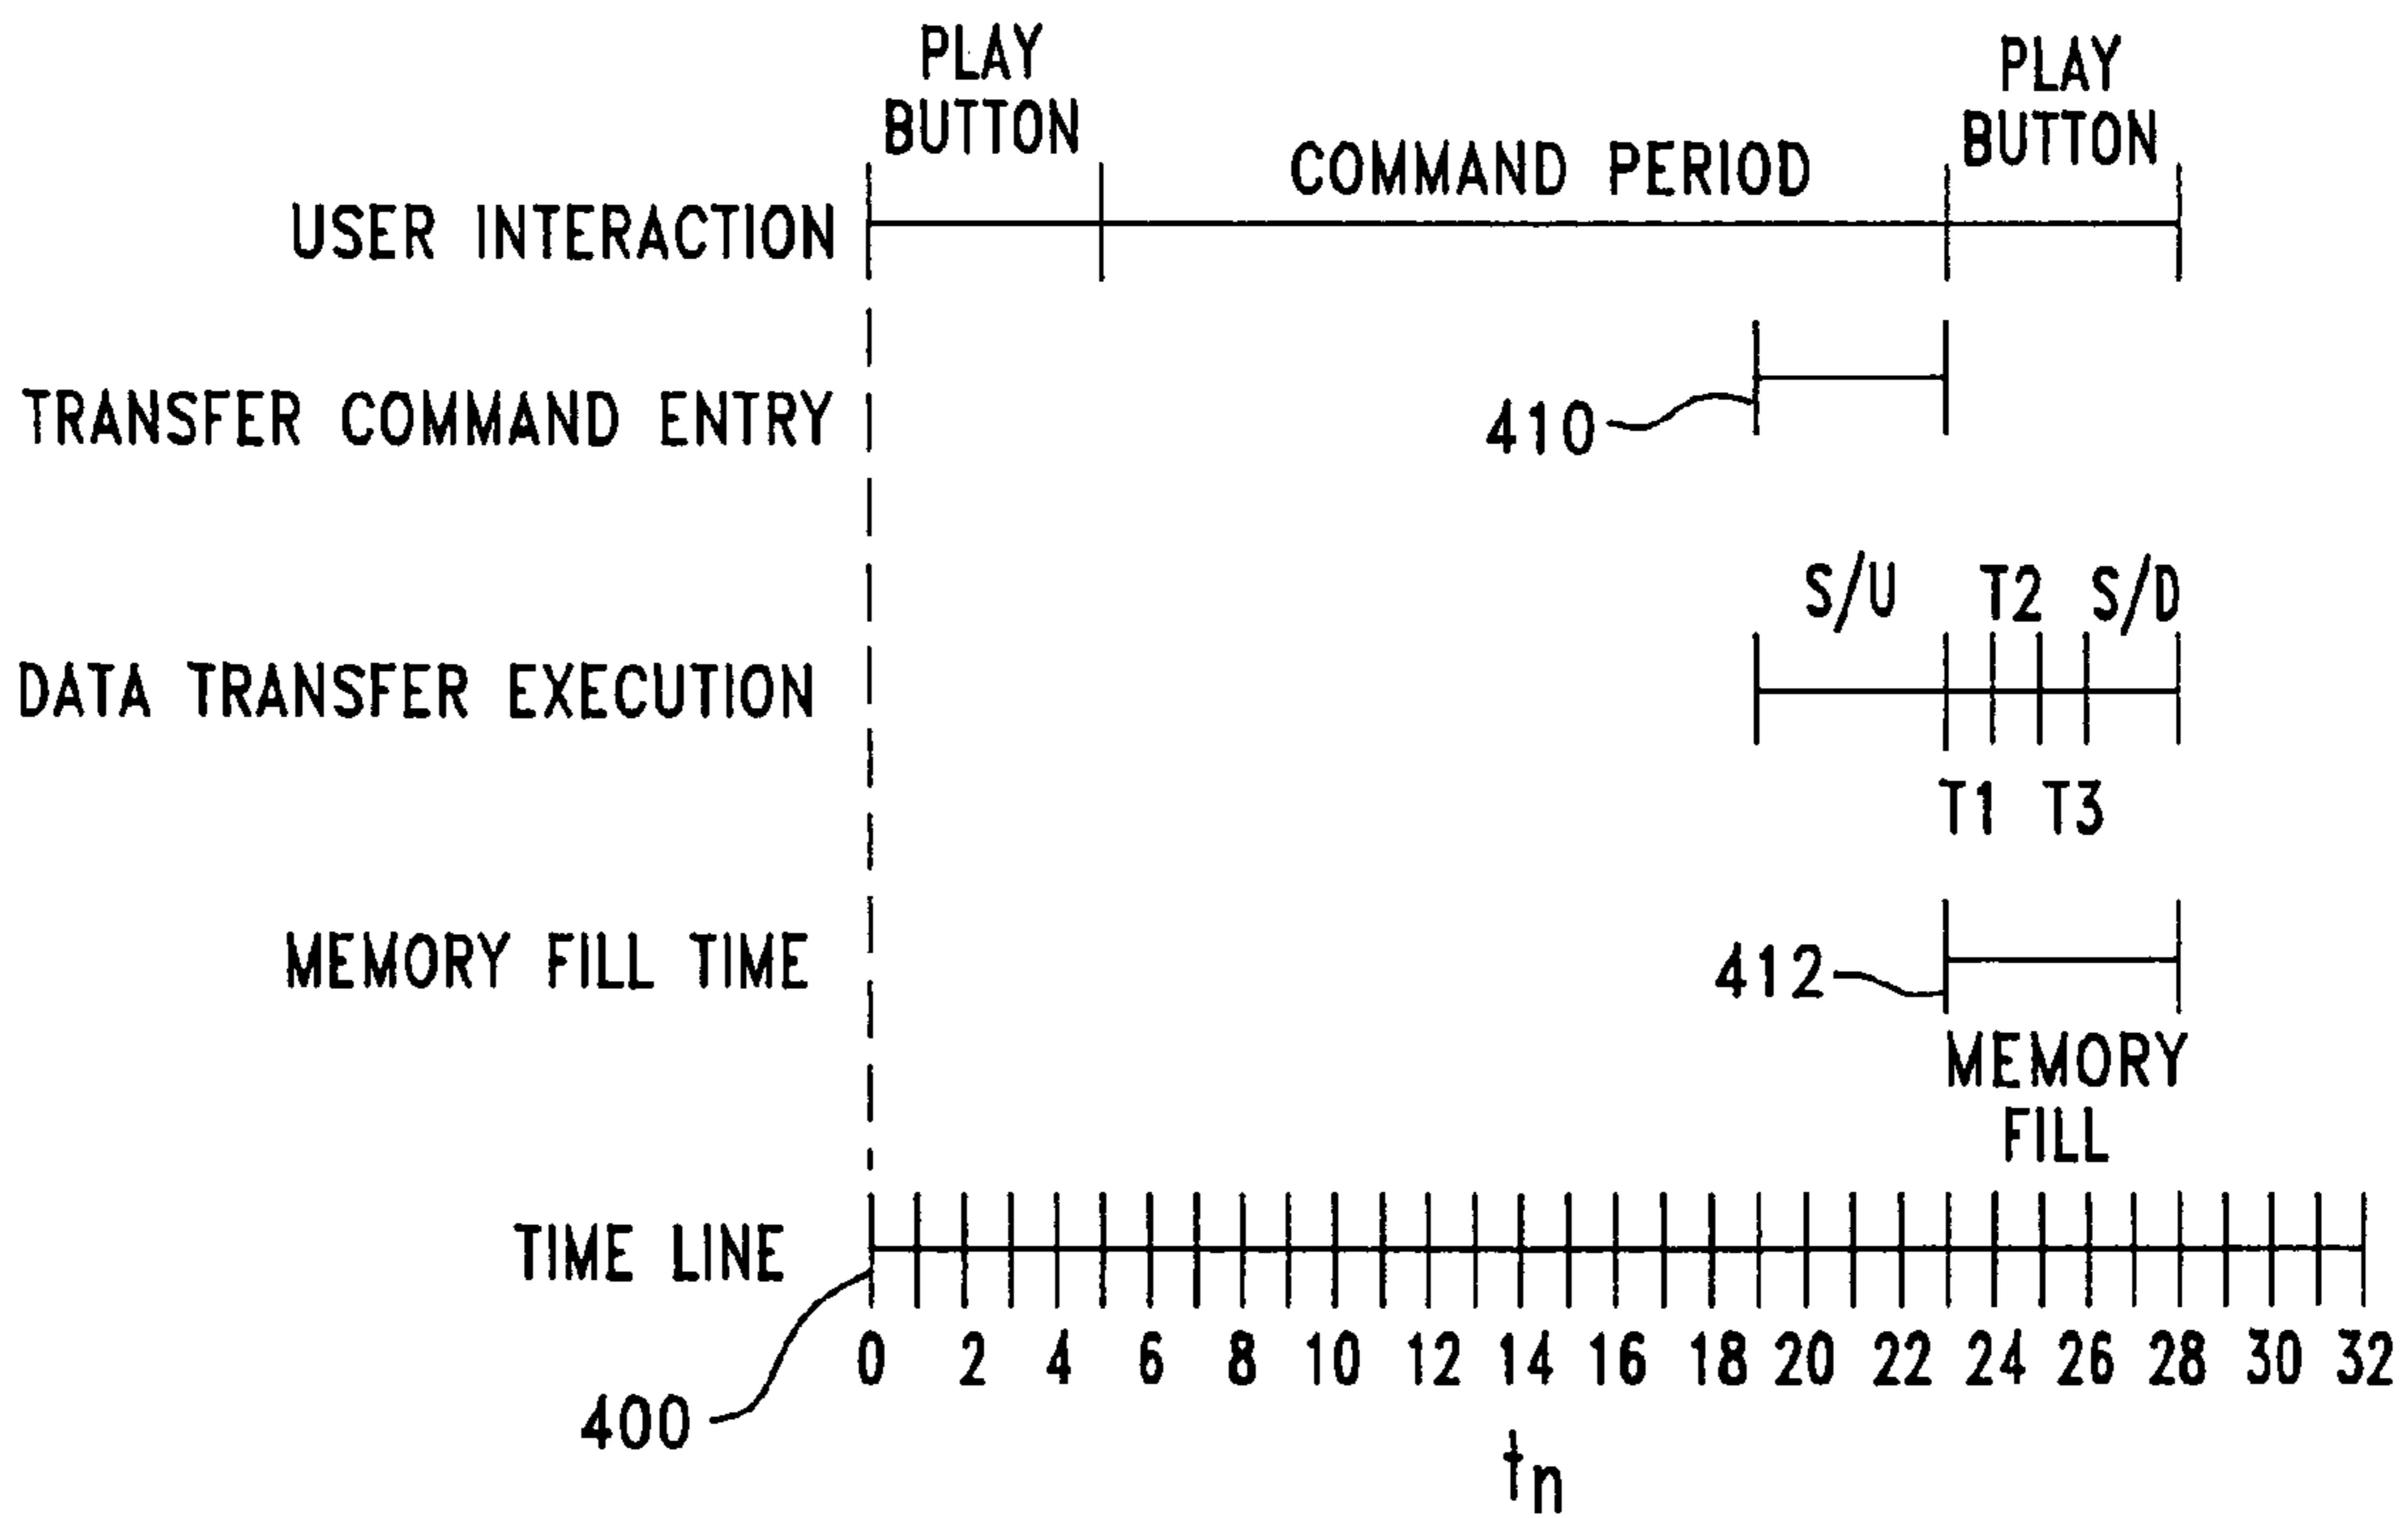 PLAY
BUTTON
PLAY
BUTTON
COMMAND PERIOD
USER INTERACTION
TRANSFER COMMAND ENTRY
410
S/U
T2
S/D
DATA TRANSFER EXECUTION
T1
T3
MEMORY FILL TIME
412
MEMORY
FILL
TIME LINE
0 2 4 6 8 10 12 14 16 18 20 22 24 26 28 30 32
400
tn